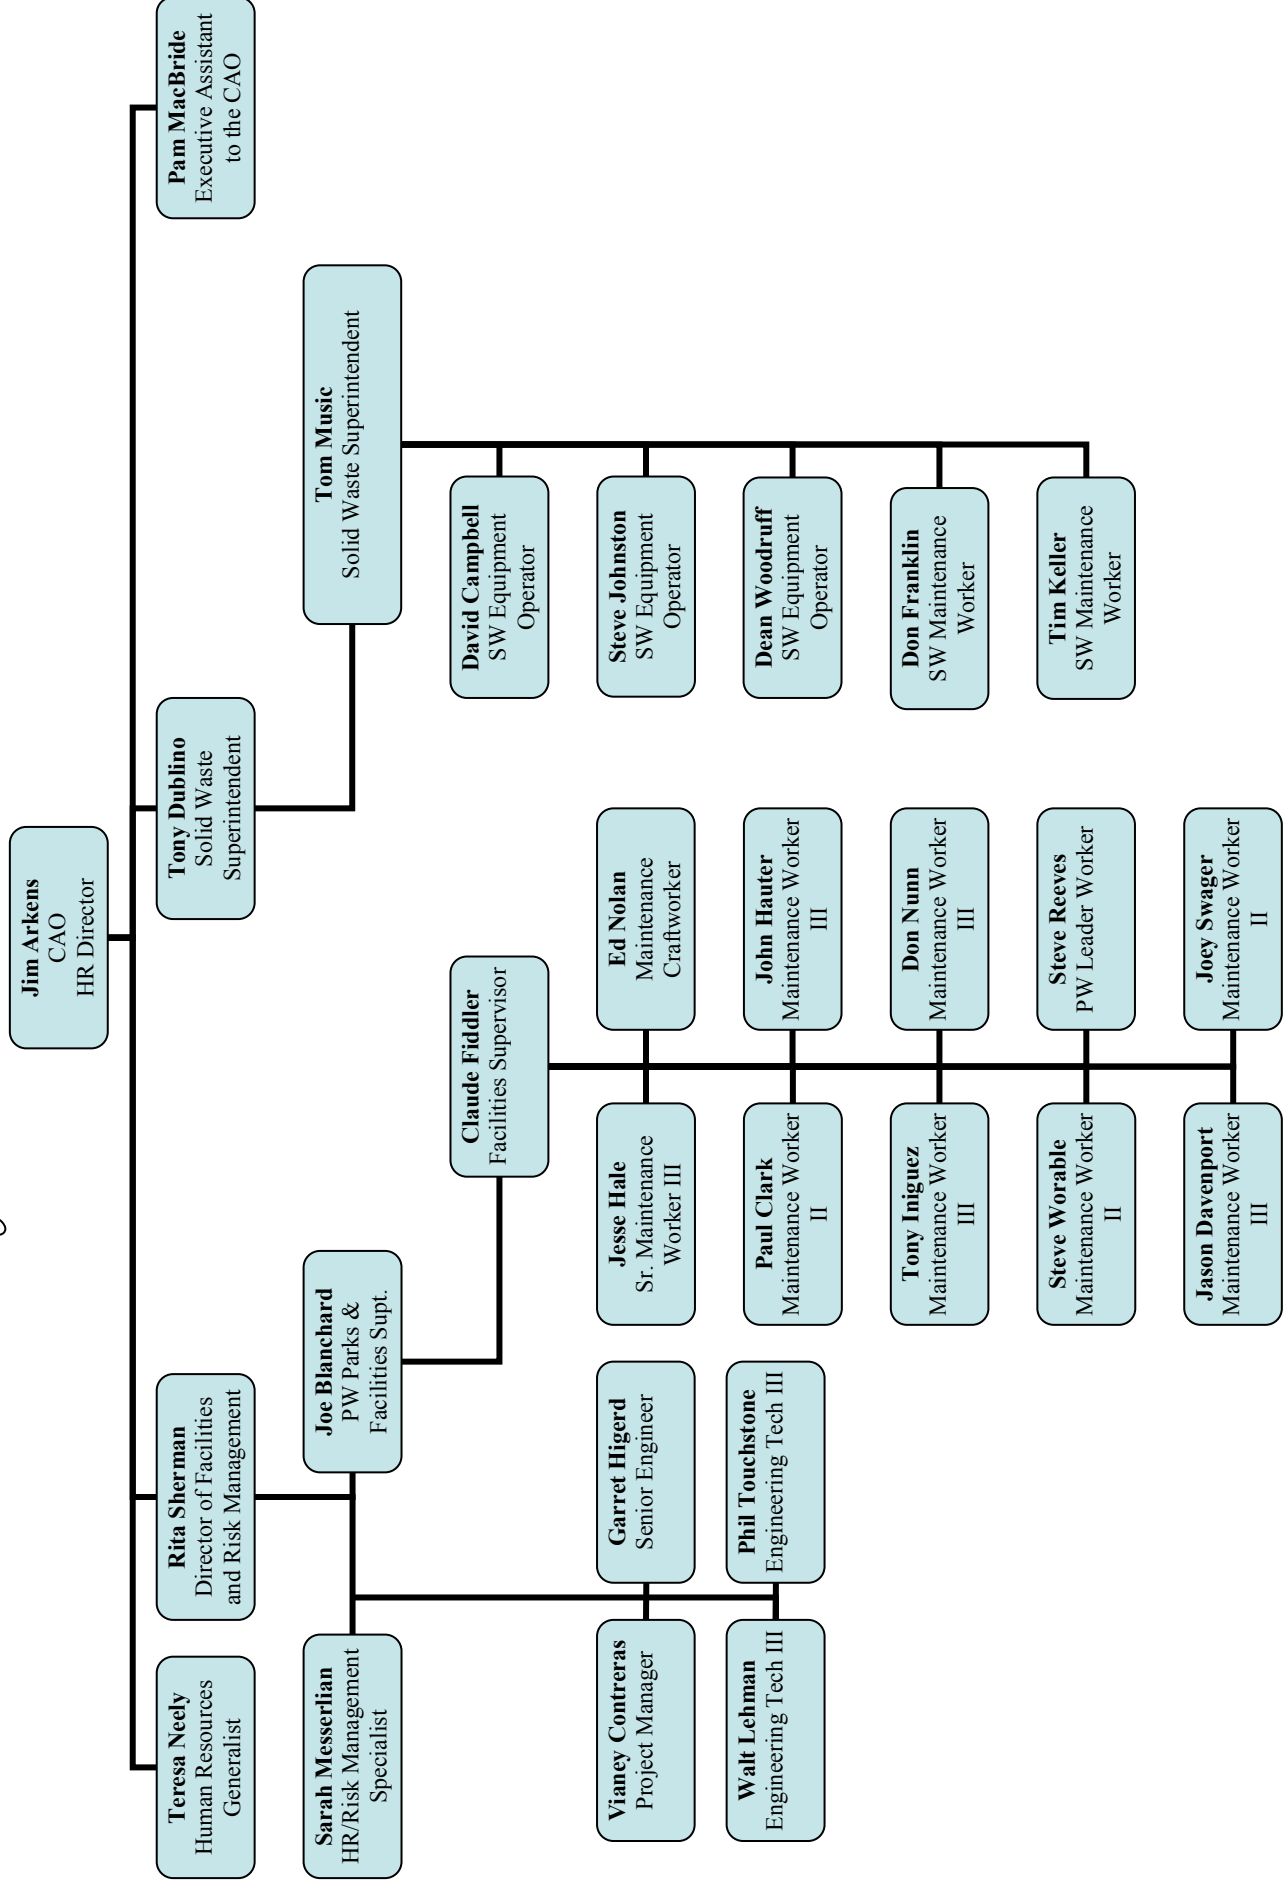 Jim Arkens
CAO
HR Director
Teresa Neely
Human Resources
Generalist
Rita Sherman
Director of Facilities
and Risk Management
Tony Dublino
Solid Waste
Superintendent
Pam MacBride
Executive Assistant
to the CAO
Sarah Messerlian
HR/Risk Management
Specialist
Joe Blanchard
PW Parks &
Facilities Supt.
Tom Music
Solid Waste Superintendent
Claude Fiddler
Facilities Supervisor
David Campbell
SW Equipment
Operator
Vianey Contreras
Project Manager
Garret Higerd
Senior Engineer
Jesse Hale
Sr. Maintenance
Worker III
Ed Nolan
Maintenance
Craftworker
Steve Johnston
SW Equipment
Operator
Walt Lehman
Engineering Tech III
Phil Touchstone
Engineering Tech III
Paul Clark
Maintenance Worker
II
John Hauter
Maintenance Worker
III
Dean Woodruff
SW Equipment
Operator
Tony Iniguez
Maintenance Worker
III
Don Nunn
Maintenance Worker
III
Don Franklin
SW Maintenance
Worker
Steve Worable
Maintenance Worker
II
Steve Reeves
PW Leader Worker
Tim Keller
SW Maintenance
Worker
Jason Davenport
Maintenance Worker
III
Joey Swager
Maintenance Worker
II